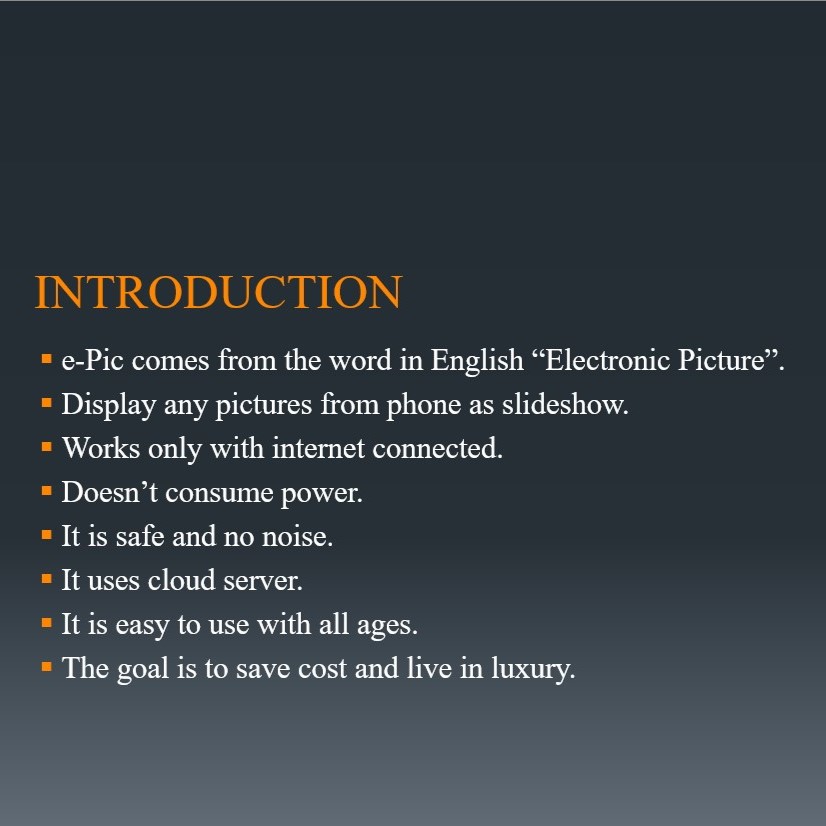 INTRODUCTION
e-Pic comes from the word in English “Electronic Picture”.
Display any pictures from phone as slideshow.
Works only with internet connected.
Doesn’t consume power.
It is safe and no noise.
It uses cloud server.
It is easy to use with all ages.
The goal is to save cost and live in luxury.